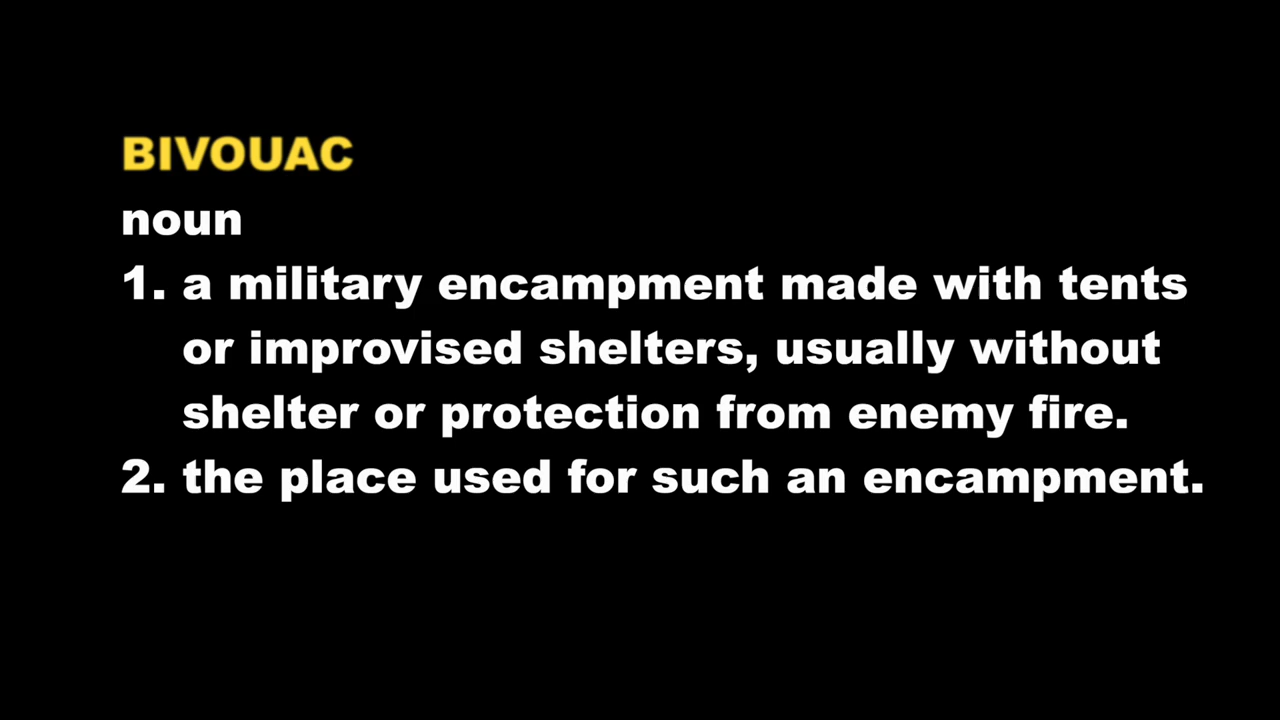 BIVOUAC
noun
1. a military encampment made with tents
or improvised shelters, usually without
shelter or protection from enemy fire.
2. the place used for such an encampment.